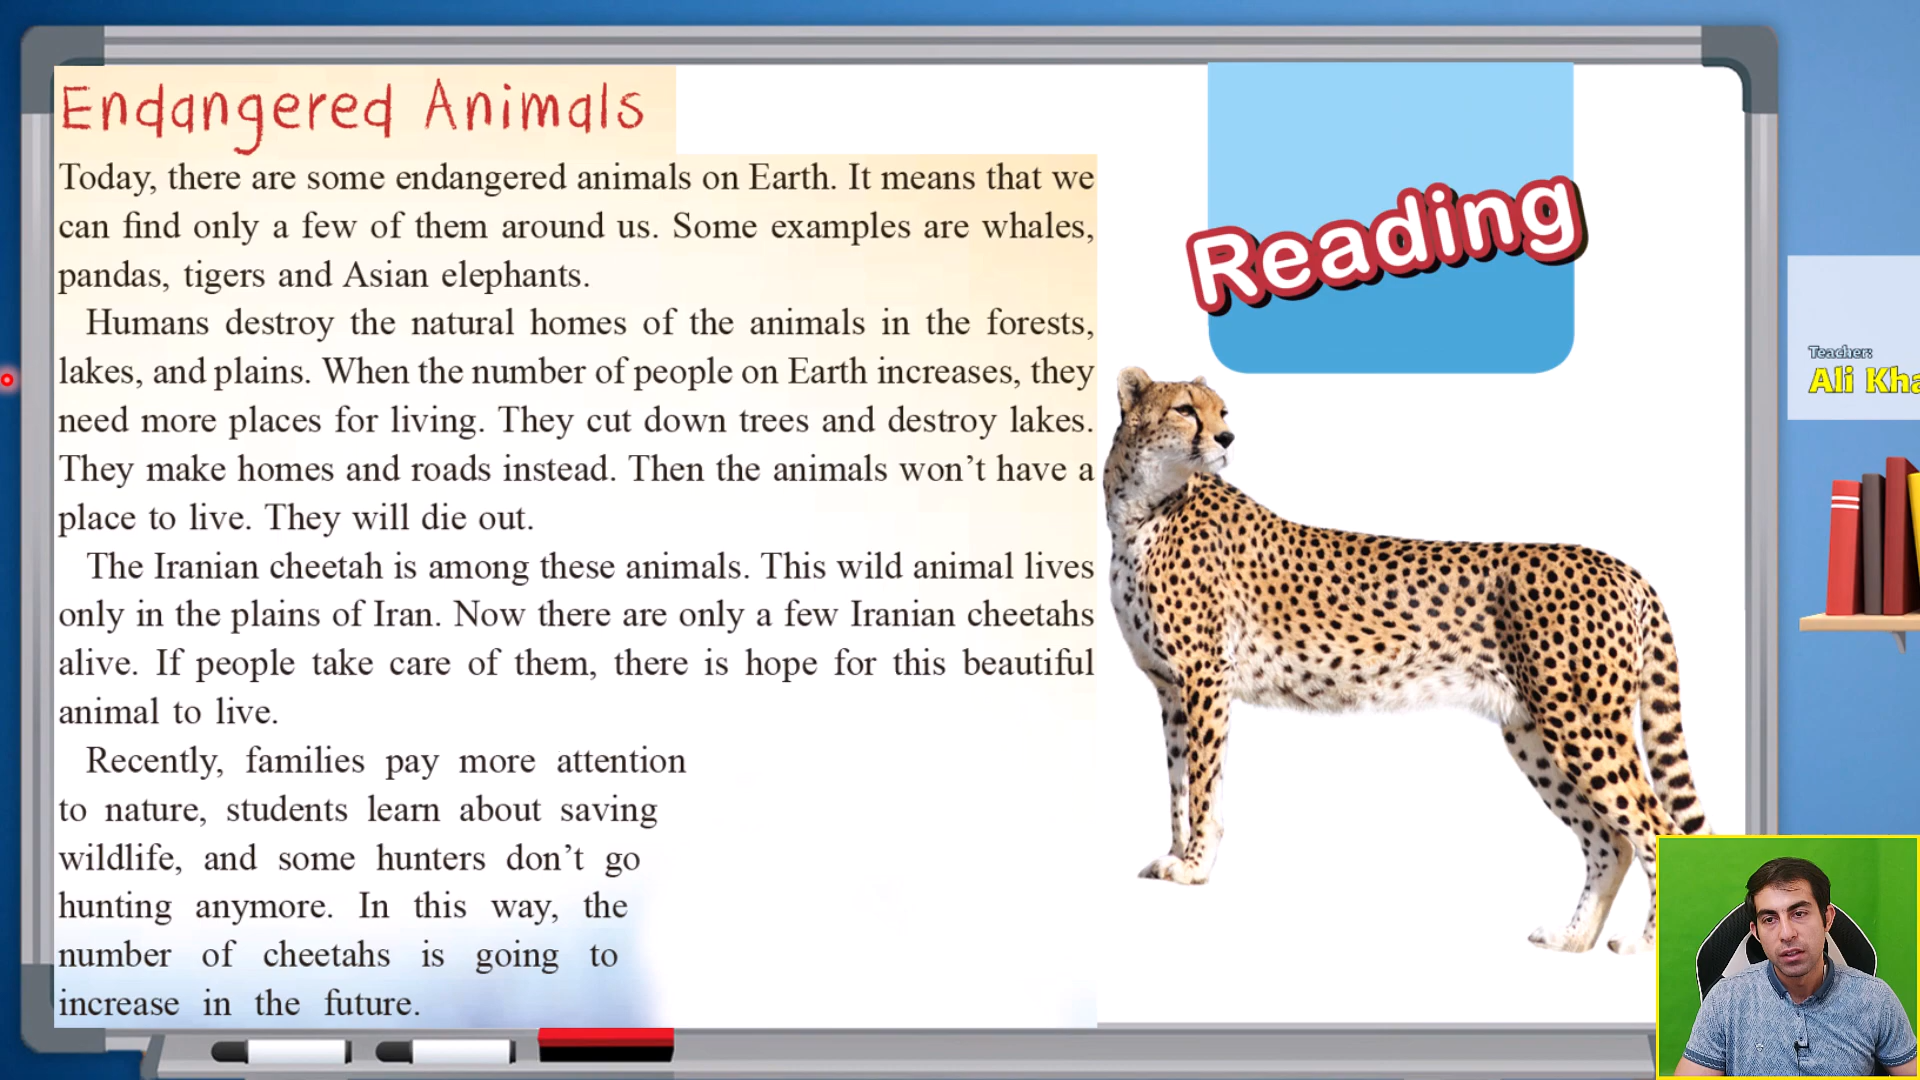 Endangered Animals
Today, there are some endangered animals on Earth. It means that we
can find only a few of them around us. Some examples are whales,
pandas, tigers and Asian elephants.
Humans destroy the natural homes of the animals in the forests,
lakes, and plains. When the number of people on Earth increases, they
need more places for living. They cut down trees and destroy lakes.
They make homes and roads instead. Then the animals won’t have a
place to live. They will die out.
The Iranian cheetah is among these animals. This wild animal lives
only in the plains of Iran. Now there are only a few Iranian cheetahs
alive. If people take care of them, there is hope for this beautiful
animal to live.
Recently, families pay more attention
to nature, students learn about saving
wildlife, and some hunters don’t go
hunting anymore. In this way, the
number of cheetahs is going to
increase in the future.
Reading
Teacher:
Ali Kha